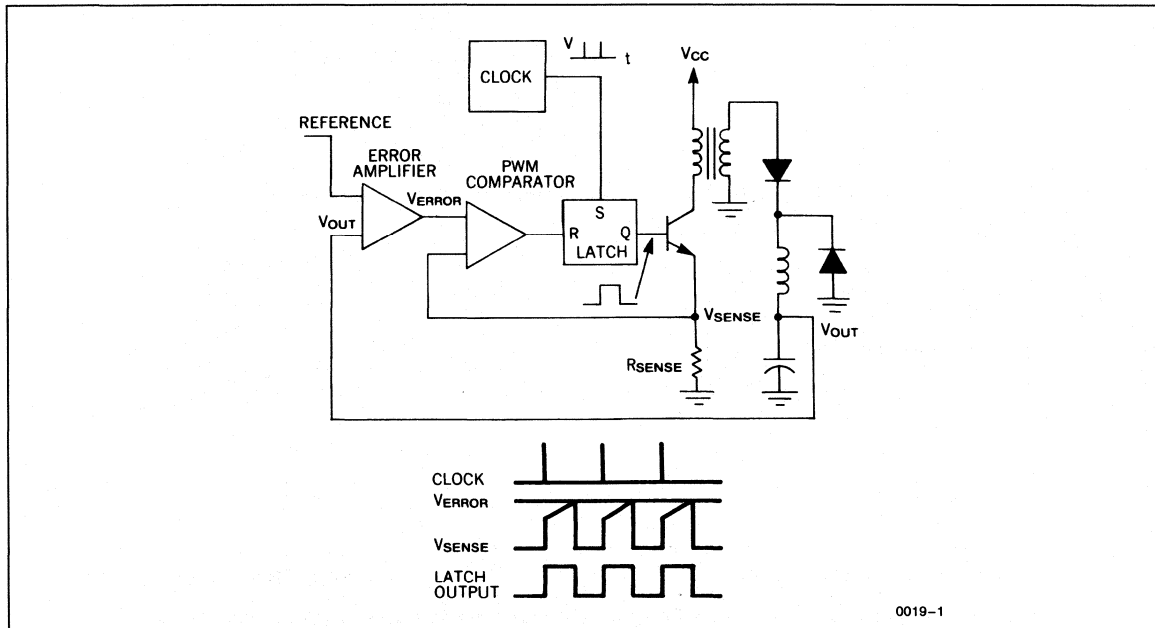 V
t
CLOCK
VCC
REFERENCE
ERROR
AMPLIFIER
PWM
COMPARATOR
VERROR
VOUT
S
R
Q
LATCH
VSENSE
VOUT
RSENSE
CLOCK
VERROR
VSENSE
LATCH
OUTPUT
0019-1